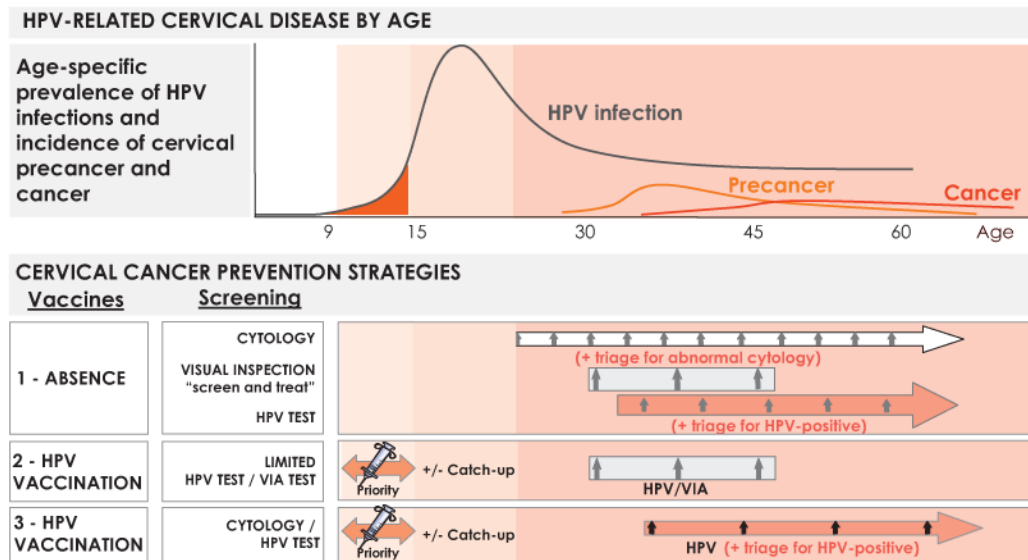 HPV-RELATED CERVICAL DISEASE BY AGE
Age-specific
prevalence of HPV
infections and
incidence of cervical
precancer and
cancer
HPV infection
Precancer
Cancer
9 15 30 45 60 Age
CERVICAL CANCER PREVENTION STRATEGIES
Vaccines Screening
1 - ABSENCE
CYTOLOGY
(+ triage for abnormal cytology)
VISUAL INSPECTION
“screen and treat”
HPV TEST
(+ triage for HPV-positive)
2 - HPV
VACCINATION
LIMITED
HPV TEST / VIA TEST
Priority
+/- Catch-up
HPV/VIA
3 - HPV
VACCINATION
CYTOLOGY /
HPV TEST
Priority
+/- Catch-up
HPV (+ triage for HPV-positive)